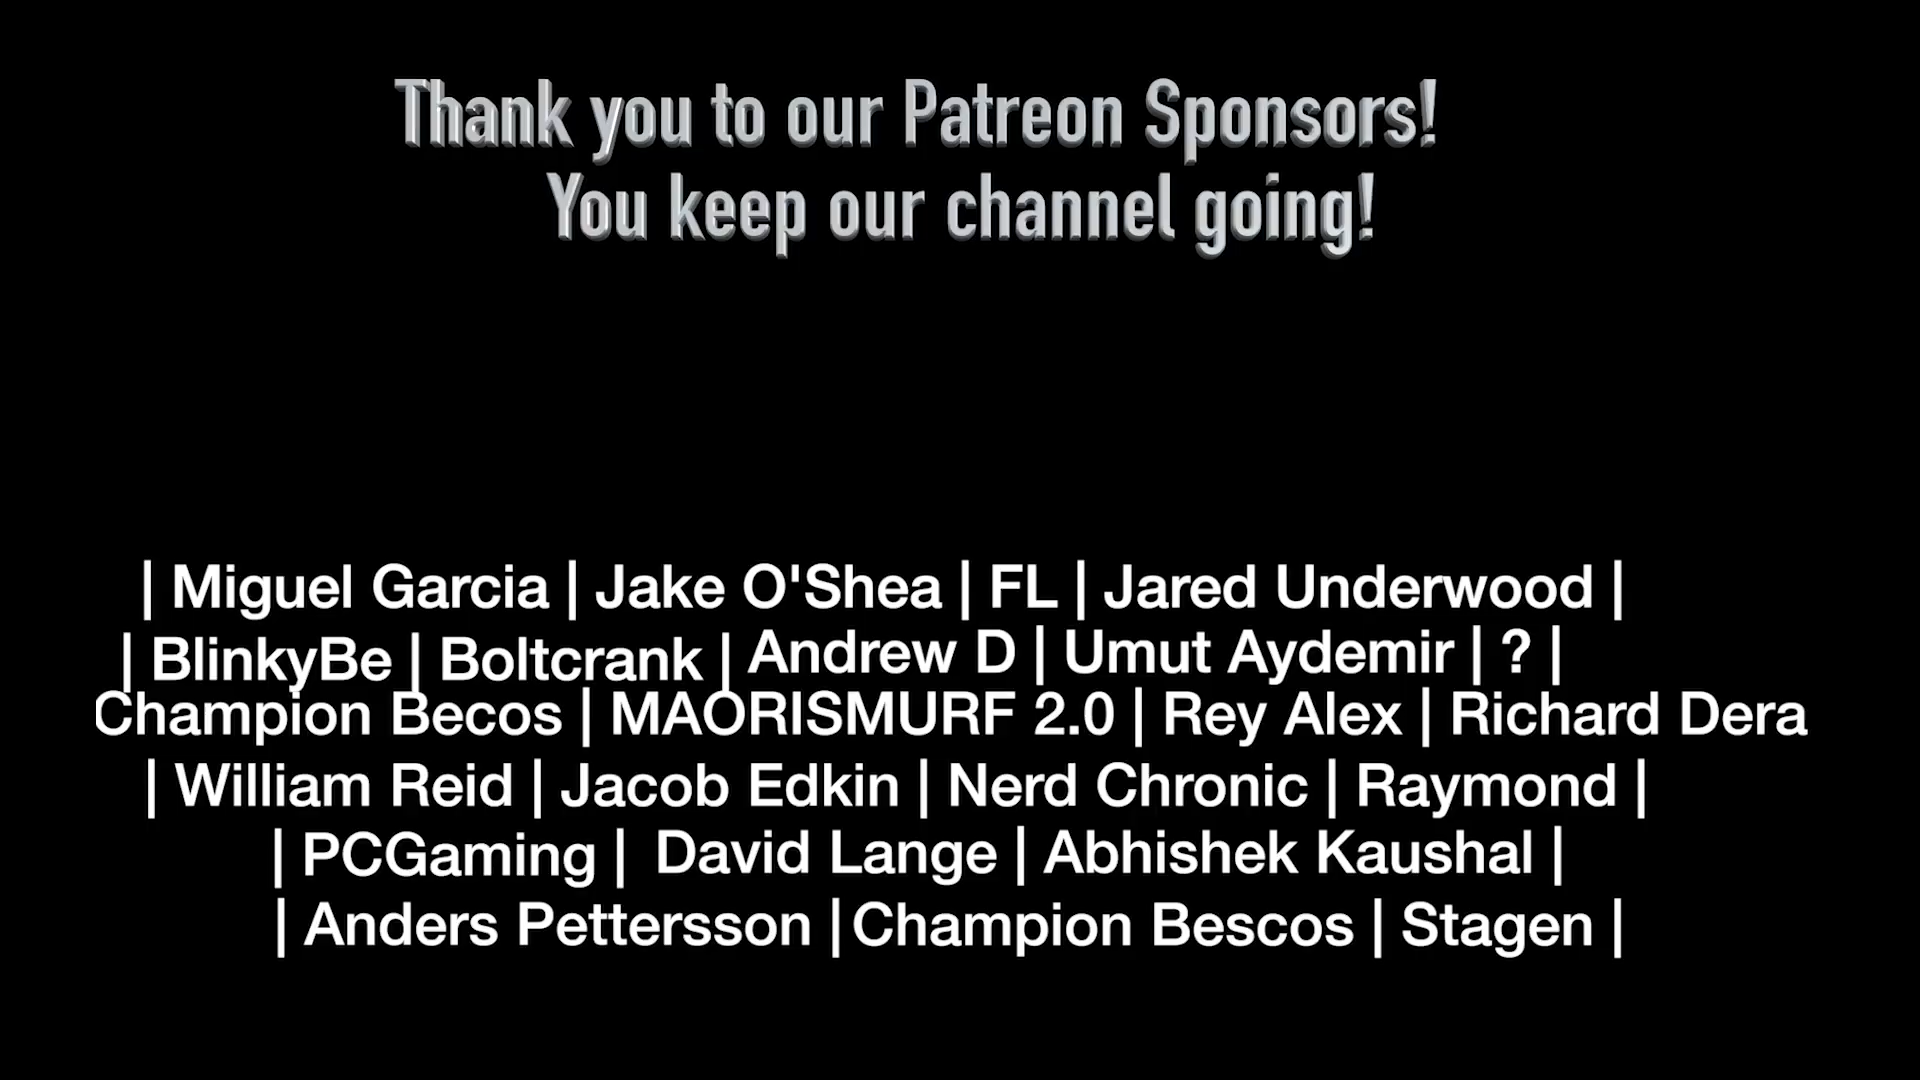 Thank you to our Patreon Sponsors!
You keep our channel going!
| Miguel Garcia | Jake O'Shea | FL | Jared Underwood |
| BlinkyBe | Boltcrank | Andrew D | Umut Aydemir | ? |
Champion Becos | MAORISMURF 2.0 | Rey Alex | Richard Dera
| William Reid | Jacob Edkin | Nerd Chronic | Raymond |
| PCGaming | David Lange | Abhishek Kaushal |
| Anders Pettersson | Champion Bescos | Stagen |